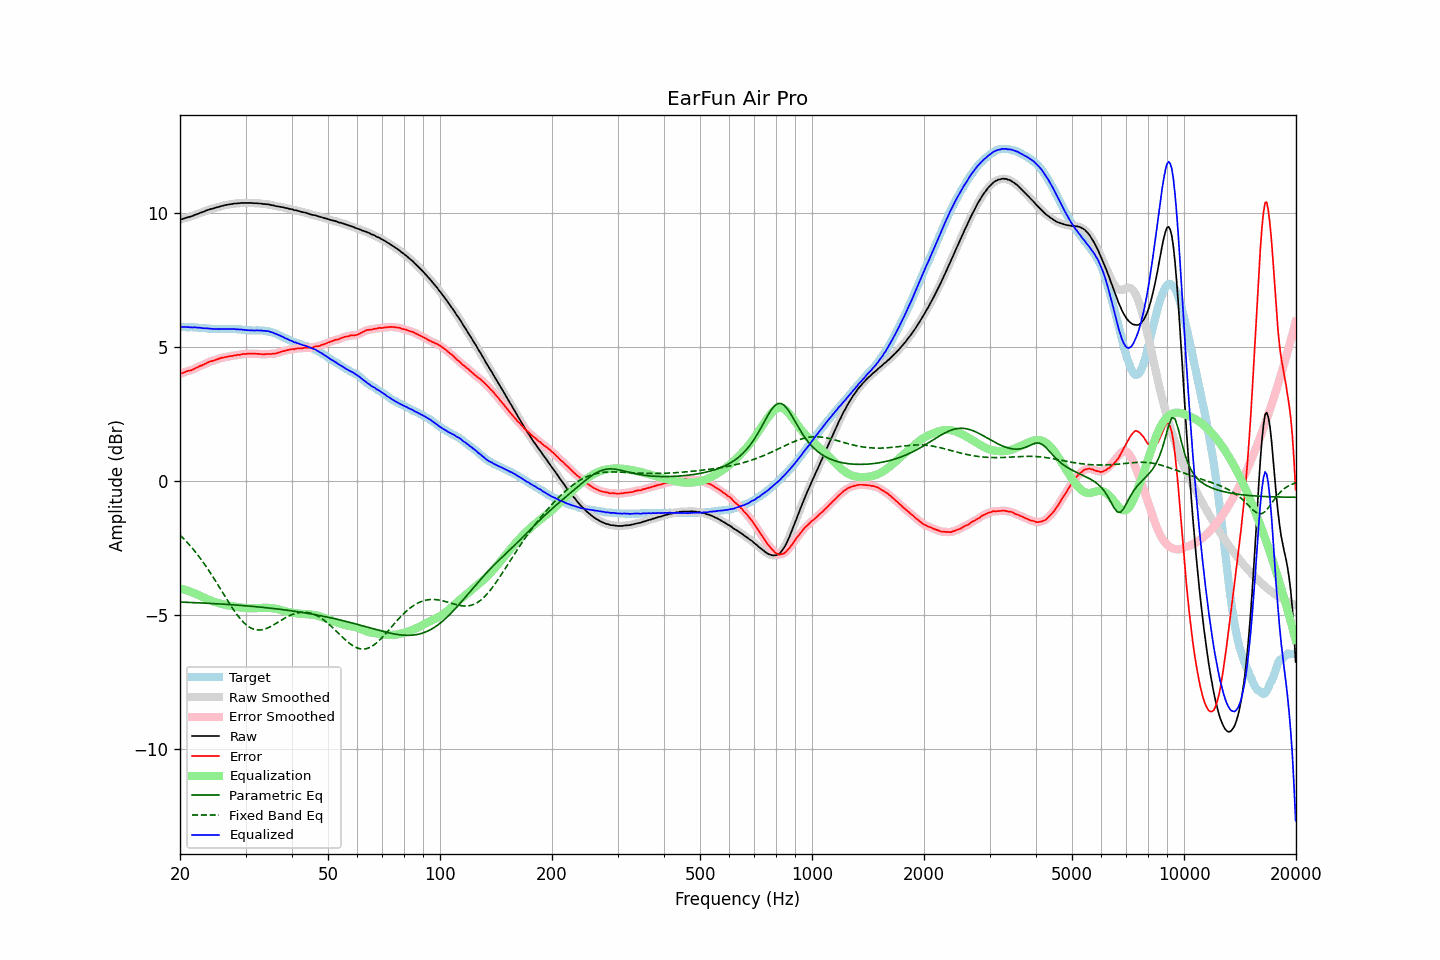 EarFun Air Pro
Amplitude (dBr)
10
5
0
−5
−10
Target
Raw Smoothed
Error Smoothed
Raw
Error
Equalization
Parametric Eq
Fixed Band Eq
Equalized
20 50 100 200 500 1000 2000 5000 10000 20000
Frequency (Hz)